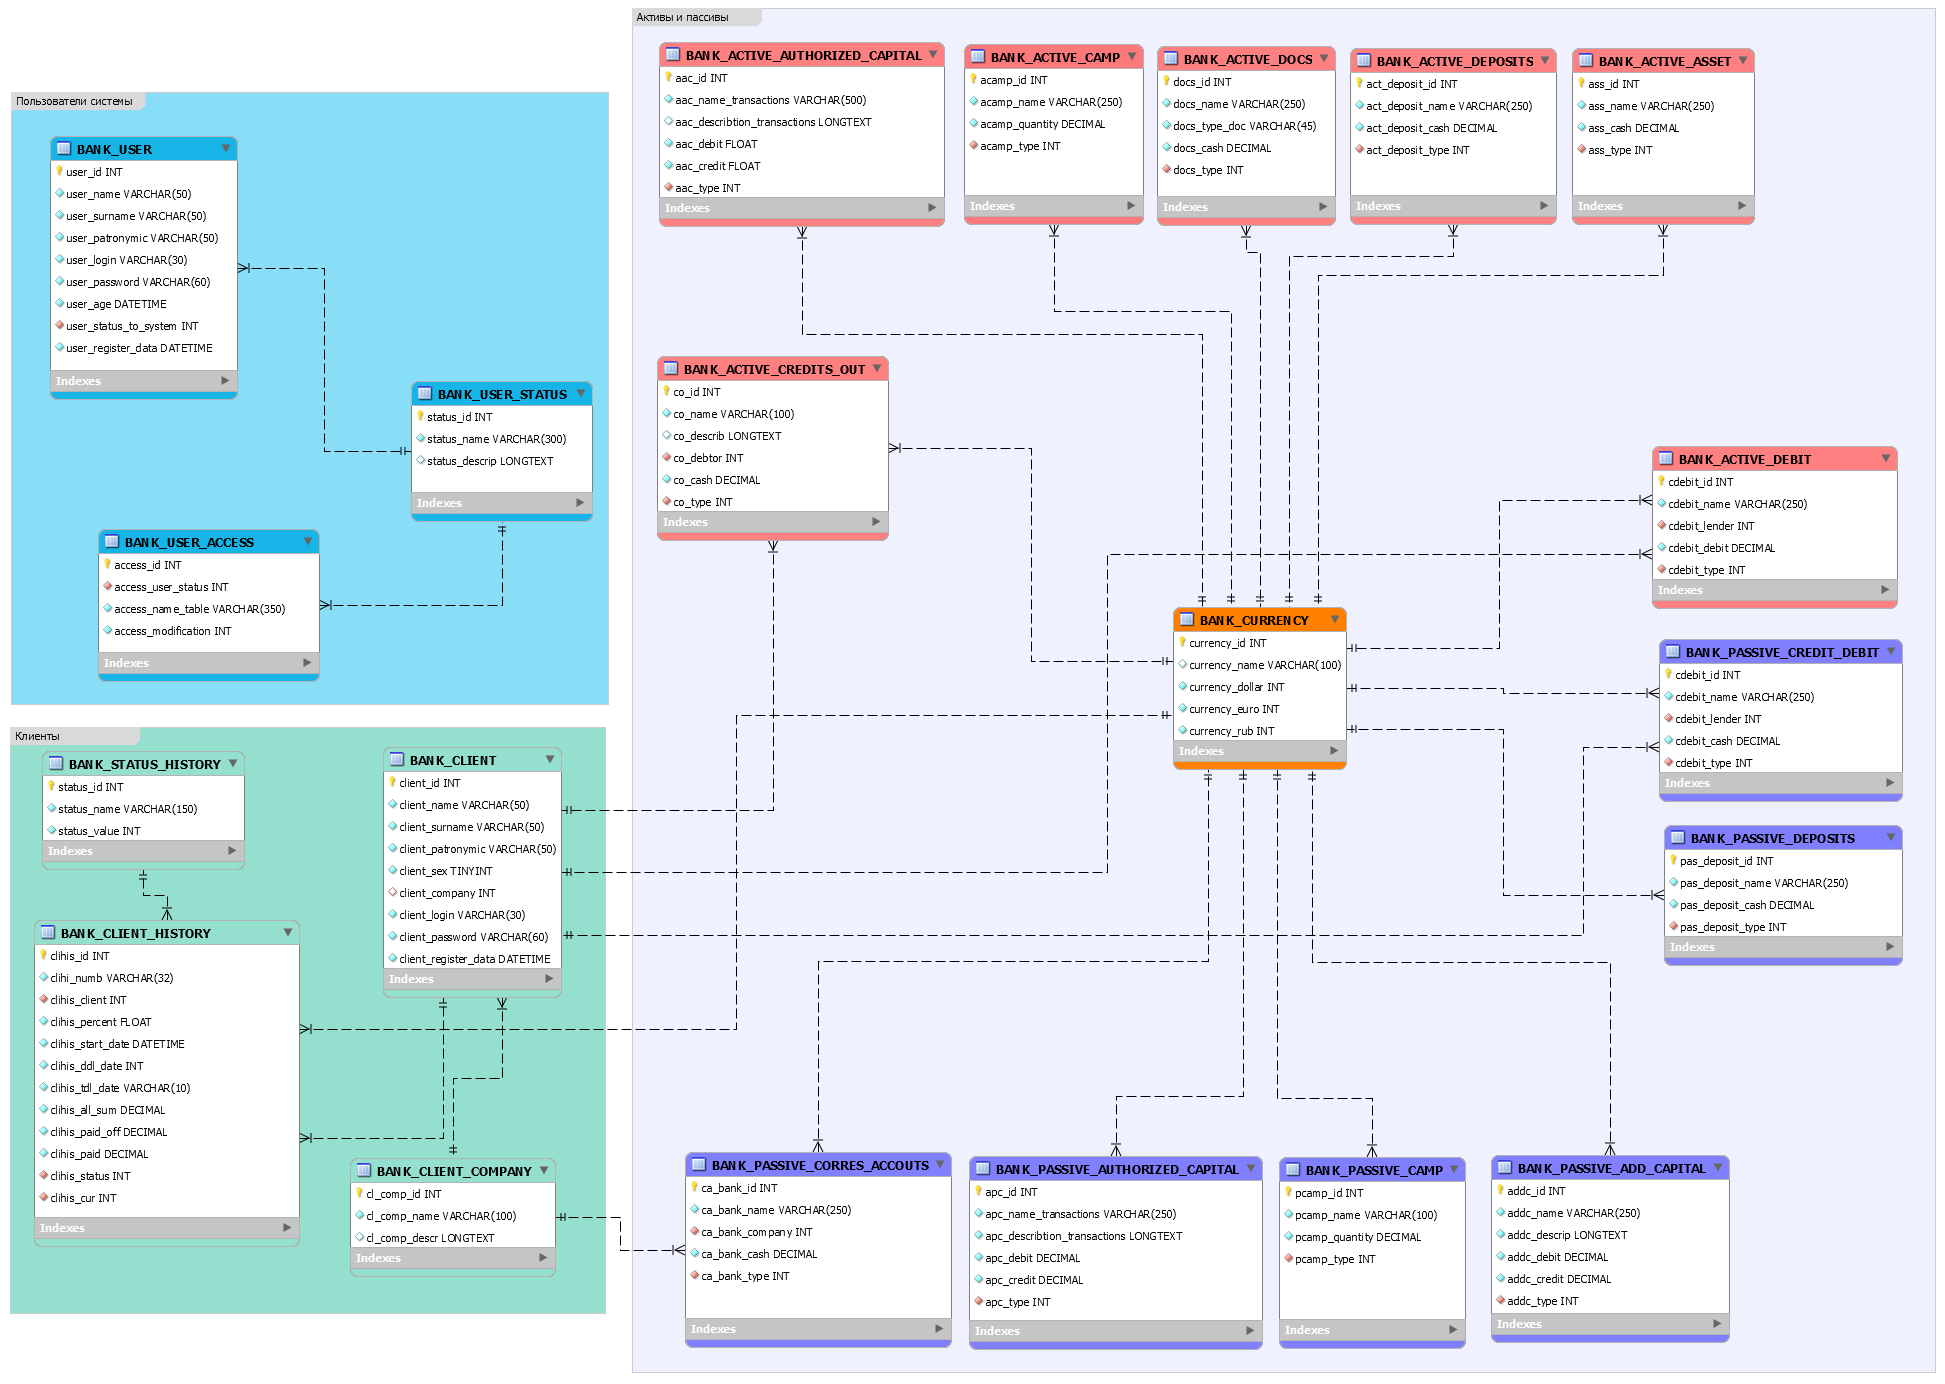 Пользователи системы
BANK_USER
user_id INT
user_name VARCHAR(50)
user_surname VARCHAR(50)
user_patronymic VARCHAR(50)
user_login VARCHAR(30)
user_password VARCHAR(60)
user_age DATETIME
user_status_to_system INT
user_register_data DATETIME
Indexes
BANK_USER_STATUS
status_id INT
status_name VARCHAR(300)
status_descrip LONGTEXT
Indexes
BANK_USER_ACCESS
access_id INT
access_user_status INT
access_name_table VARCHAR(350)
access_modification INT
Indexes
Клиенты
BANK_STATUS_HISTORY
status_id INT
status_name VARCHAR(150)
status_value INT
Indexes
BANK_CLIENT
client_id INT
client_name VARCHAR(50)
client_surname VARCHAR(50)
client_patronymic VARCHAR(50)
client_sex TINYINT
client_company INT
client_login VARCHAR(30)
client_password VARCHAR(60)
client_register_data DATETIME
Indexes
BANK_CLIENT_HISTORY
clihis_id INT
clihi_numb VARCHAR(32)
clihis_client INT
clihis_percent FLOAT
clihis_start_date DATETIME
clihis_ddl_date INT
clihis_tdl_date VARCHAR(10)
clihis_all_sum DECIMAL
clihis_paid_off DECIMAL
clihis_paid DECIMAL
clihis_status INT
clihis_cur INT
Indexes
BANK_CLIENT_COMPANY
cl_comp_id INT
cl_comp_name VARCHAR(100)
cl_comp_descr LONGTEXT
Indexes
Активы и пассивы
BANK_ACTIVE_AUTHORIZED_CAPITAL
aac_id INT
aac_name_transactions VARCHAR(500)
aac_describtion_transactions LONGTEXT
aac_debit FLOAT
aac_credit FLOAT
aac_type INT
Indexes
BANK_ACTIVE_CAMP
acamp_id INT
acamp_name VARCHAR(250)
acamp_quantity DECIMAL
acamp_type INT
Indexes
BANK_ACTIVE_DOCS
docs_id INT
docs_name VARCHAR(250)
docs_type_doc VARCHAR(45)
docs_cash DECIMAL
docs_type INT
Indexes
BANK_ACTIVE_DEPOSITS
act_deposit_id INT
act_deposit_name VARCHAR(250)
act_deposit_cash DECIMAL
act_deposit_type INT
Indexes
BANK_ACTIVE_ASSET
ass_id INT
ass_name VARCHAR(250)
ass_cash DECIMAL
ass_type INT
Indexes
BANK_ACTIVE_CREDITS_OUT
co_id INT
co_name VARCHAR(100)
co_describ LONGTEXT
co_debtor INT
co_cash DECIMAL
co_type INT
Indexes
BANK_ACTIVE_DEBIT
cdebit_id INT
cdebit_name VARCHAR(250)
cdebit_lender INT
cdebit_debit DECIMAL
cdebit_type INT
Indexes
BANK_CURRENCY
currency_id INT
currency_name VARCHAR(100)
currency_dollar INT
currency_euro INT
currency_rub INT
Indexes
BANK_PASSIVE_CREDIT_DEBIT
cdebit_id INT
cdebit_name VARCHAR(250)
cdebit_lender INT
cdebit_cash DECIMAL
cdebit_type INT
Indexes
BANK_PASSIVE_DEPOSITS
pas_deposit_id INT
pas_deposit_name VARCHAR(250)
pas_deposit_cash DECIMAL
pas_deposit_type INT
Indexes
BANK_PASSIVE_CORRES_ACCOUTS
ca_bank_id INT
ca_bank_name VARCHAR(250)
ca_bank_company INT
ca_bank_cash DECIMAL
ca_bank_type INT
Indexes
BANK_PASSIVE_AUTHORIZED_CAPITAL
apc_id INT
apc_name_transactions VARCHAR(250)
apc_describtion_transactions LONGTEXT
apc_debit DECIMAL
apc_credit DECIMAL
apc_type INT
Indexes
BANK_PASSIVE_CAMP
pcamp_id INT
pcamp_name VARCHAR(100)
pcamp_quantity DECIMAL
pcamp_type INT
Indexes
BANK_PASSIVE_ADD_CAPITAL
addc_id INT
addc_name VARCHAR(250)
addc_descrip LONGTEXT
addc_debit DECIMAL
addc_credit DECIMAL
addc_type INT
Indexes